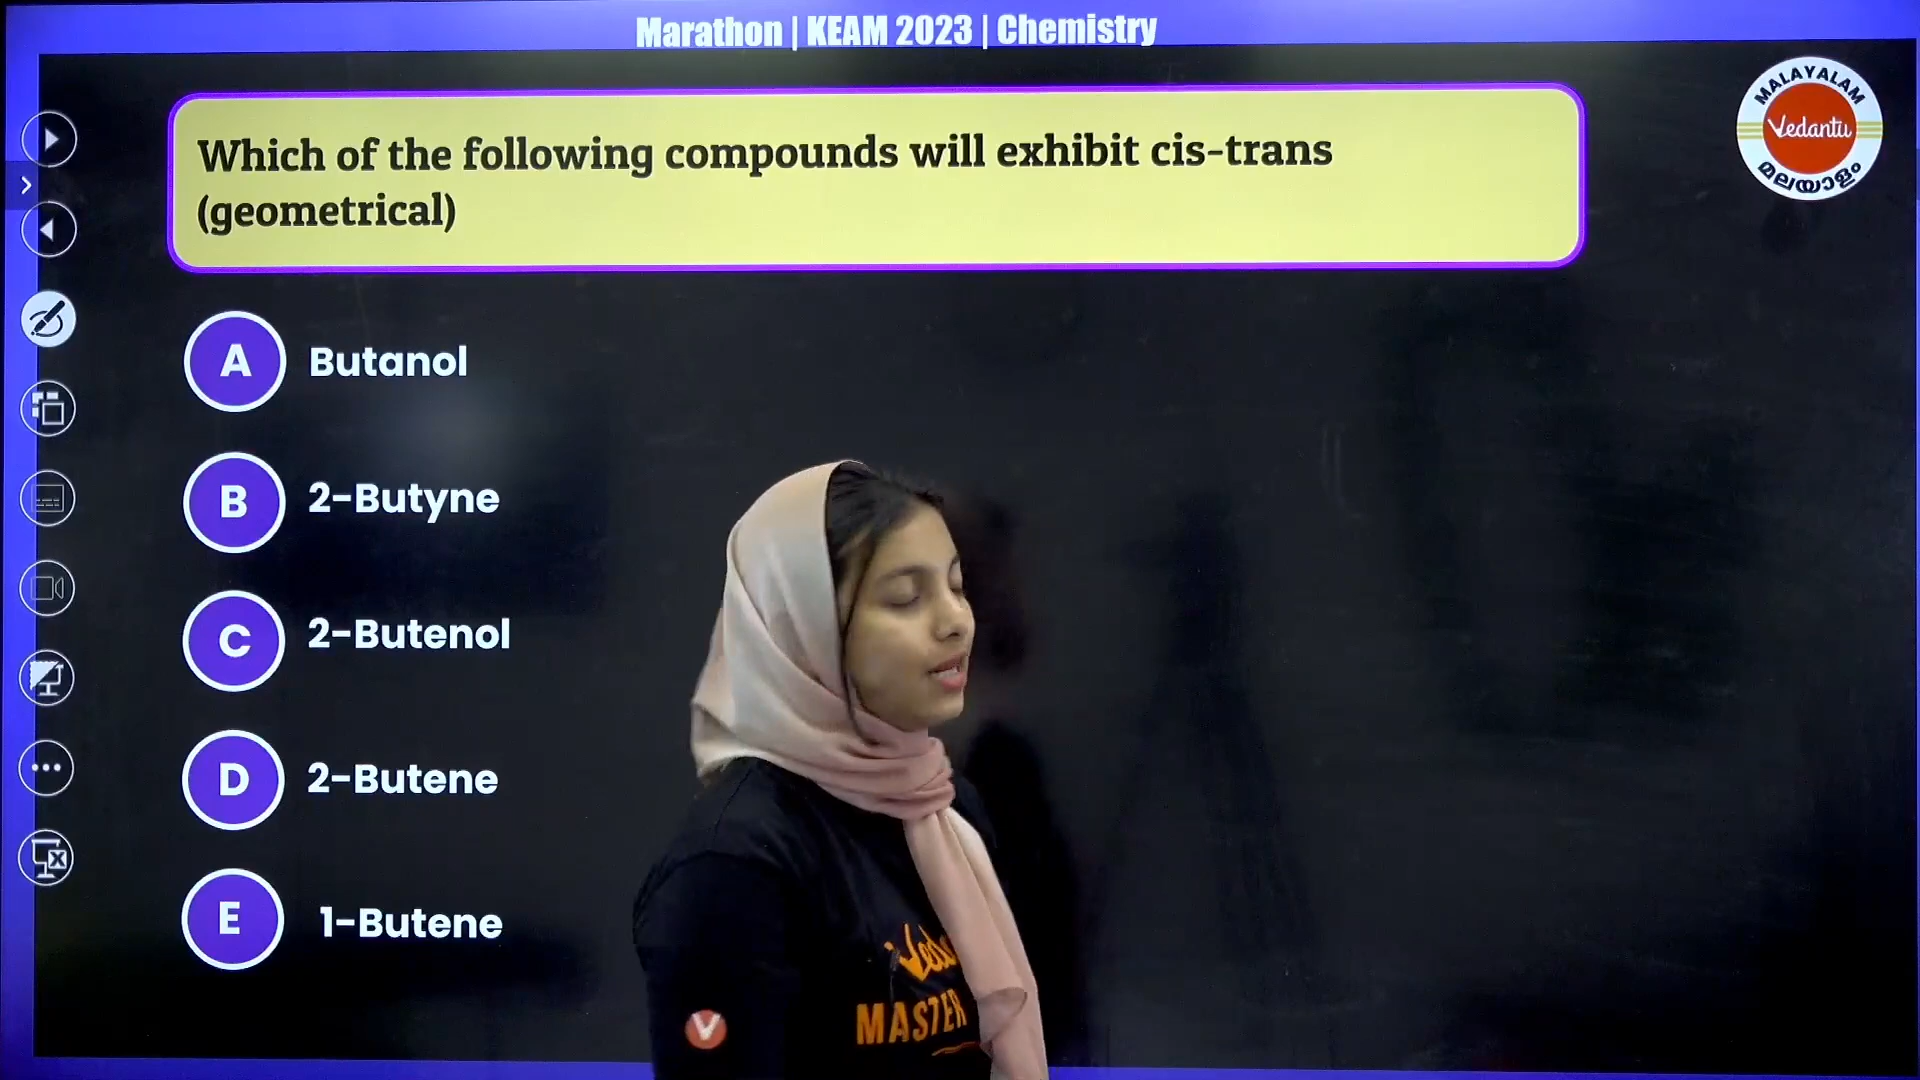 Marathon | KEAM 2023 | Chemistry
MALAYALAM
Vedantu
മലയാളം
Which of the following compounds will exhibit cis-trans
(geometrical)
A Butanol
B 2-Butyne
C 2-Butenol
D 2-Butene
E 1-Butene
MASTER
V